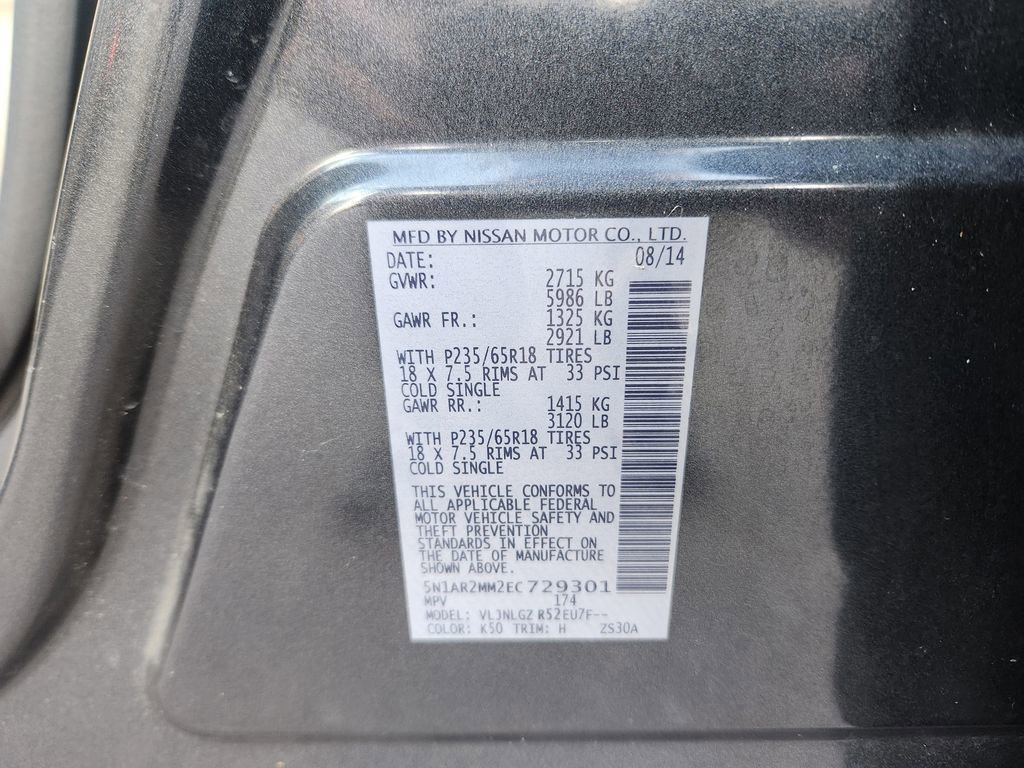 MFD BY NISSAN MOTOR CO., LTD.
DATE: 08/14
GVWR: 2715 KG
5986 LB
GAWR FR.: 1325 KG
2921 LB
WITH P235/65R18 TIRES
18 X 7.5 RIMS AT 33 PSI
COLD SINGLE
GAWR RR.: 1415 KG
3120 LB
WITH P235/65R18 TIRES
18 X 7.5 RIMS AT 33 PSI
COLD SINGLE
THIS VEHICLE CONFORMS TO
ALL APPLICABLE FEDERAL
MOTOR VEHICLE SAFETY AND
THEFT PREVENTION
STANDARDS IN EFFECT ON
THE DATE OF MANUFACTURE
SHOWN ABOVE.
5N1AR2MM2EC729301
MPV 174
MODEL: VLJNLGZ R52EU7F--
COLOR: K50 TRIM: H ZS30A